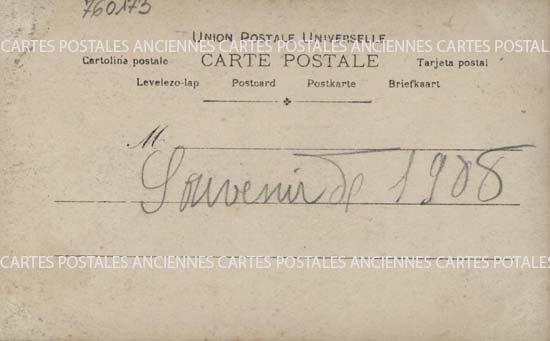 760173
UNION POSTALE UNIVERSELLE
CARTES POSTALES ANCIENNES CARTES POSTALES ANCIENNES CARTES POSTALES
Cartolina postale CARTE POSTALE Tarjeta postal
Levelezo-lap Postcard Postkarte Briefkaart
M
Souvenir de 1908
CARTES POSTALES ANCIENNES CARTES POSTALES ANCIENNES CARTES POSTALES